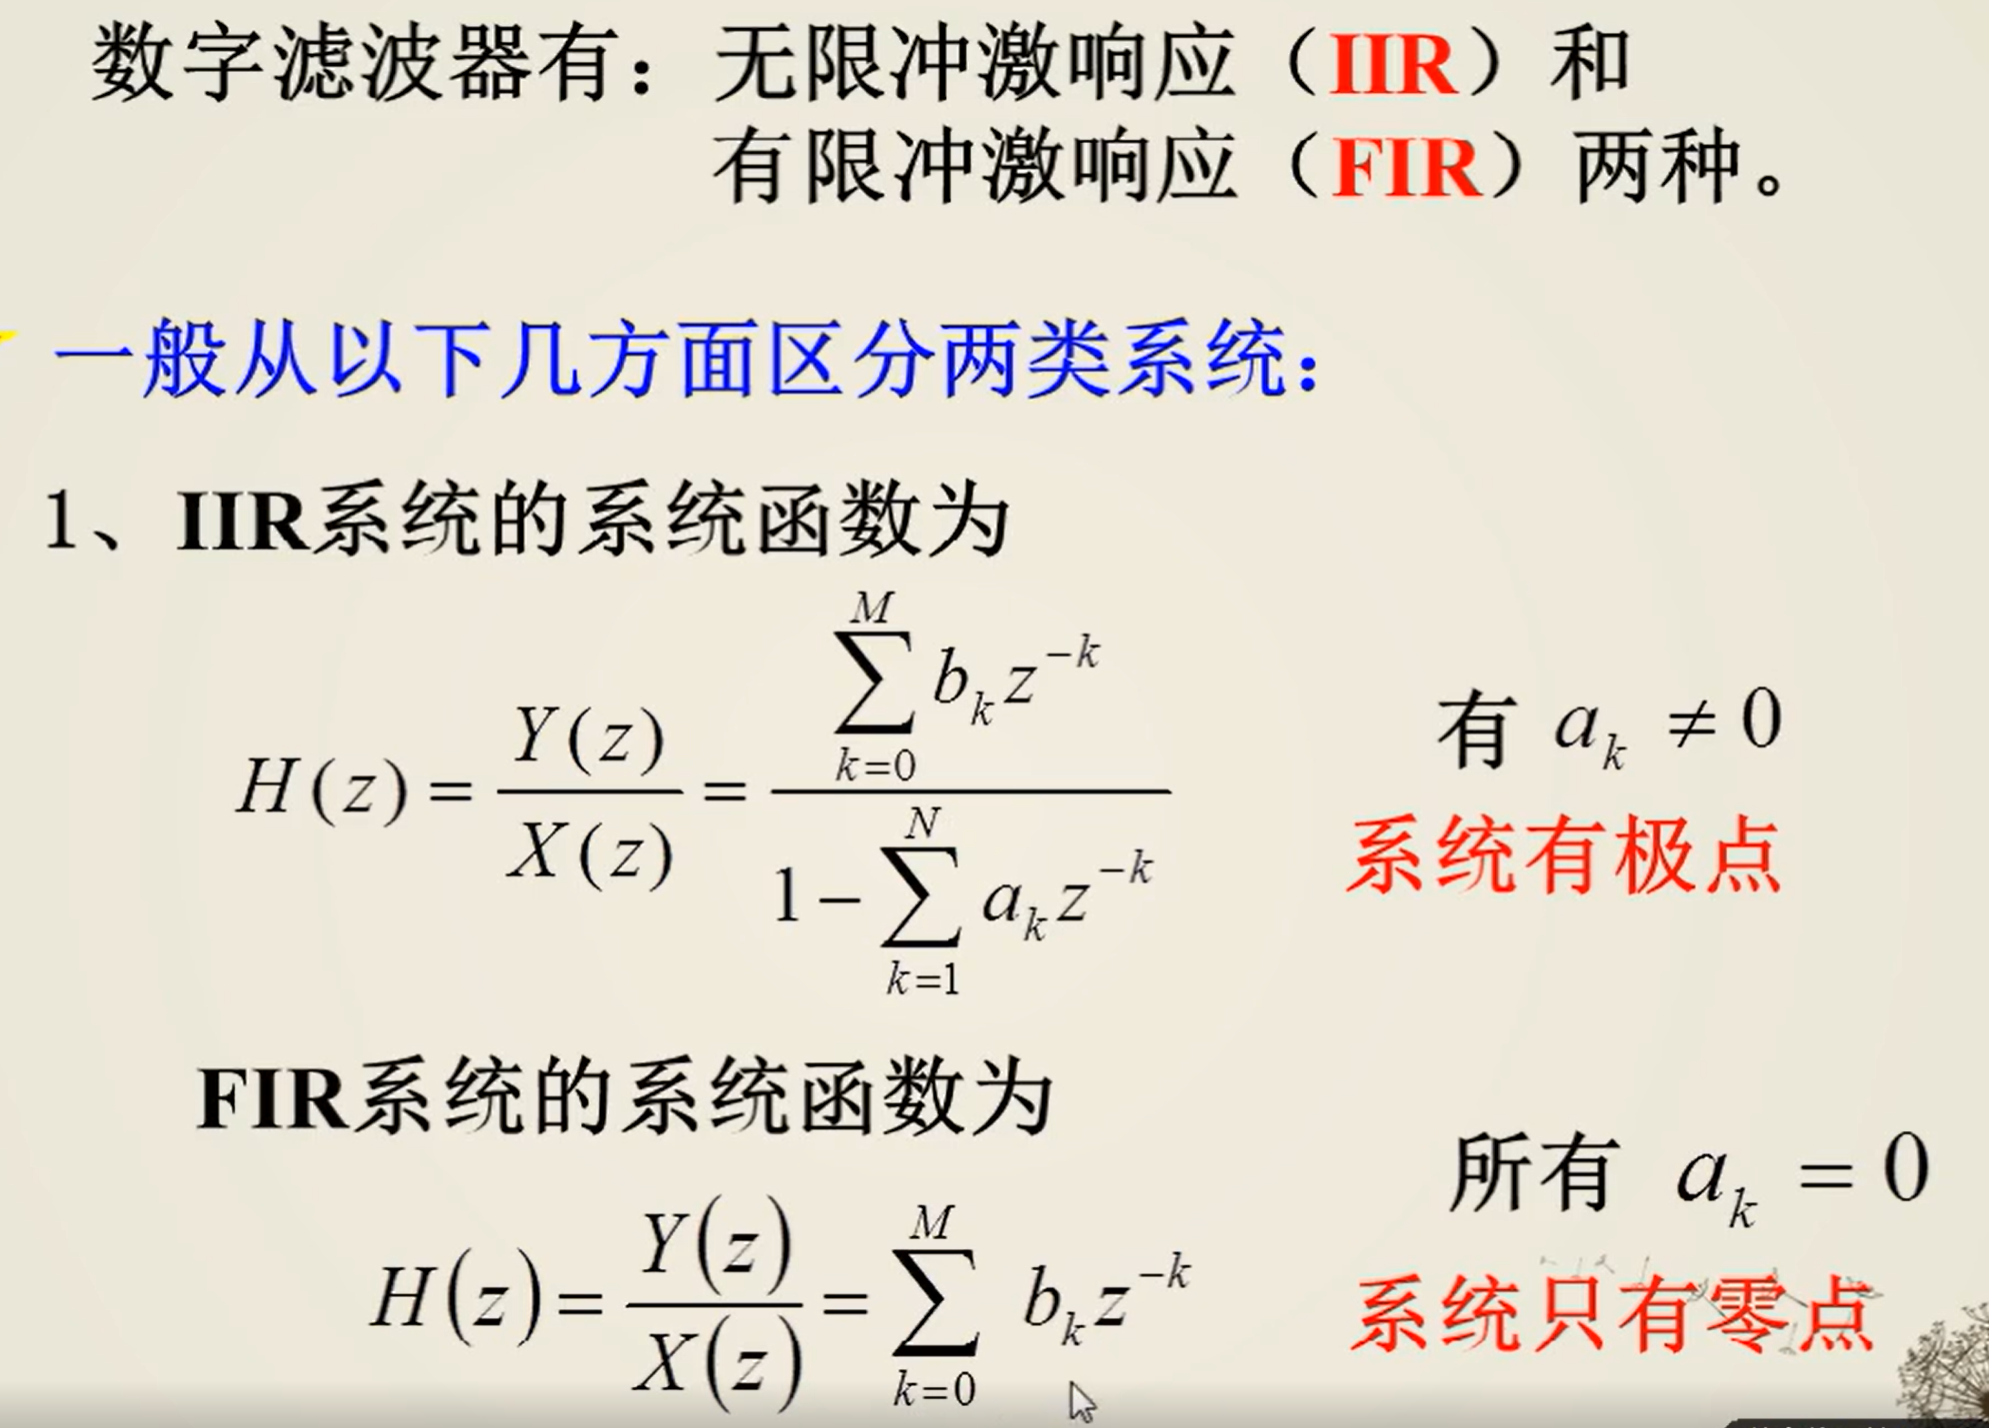 数字滤波器有：无限冲激响应（IIR）和
有限冲激响应（FIR）两种。
一般从以下几方面区分两类系统：
1、IIR系统的系统函数为
H(z) = \frac{Y(z)}{X(z)} = \frac{\sum_{k=0}^{M} b_k z^{-k}}{1 - \sum_{k=1}^{N} a_k z^{-k}}
有 a_k ≠ 0
系统有极点
FIR系统的系统函数为
所有 a_k = 0
H(z) = \frac{Y(z)}{X(z)} = \sum_{k=0}^{M} b_k z^{-k}
系统只有零点